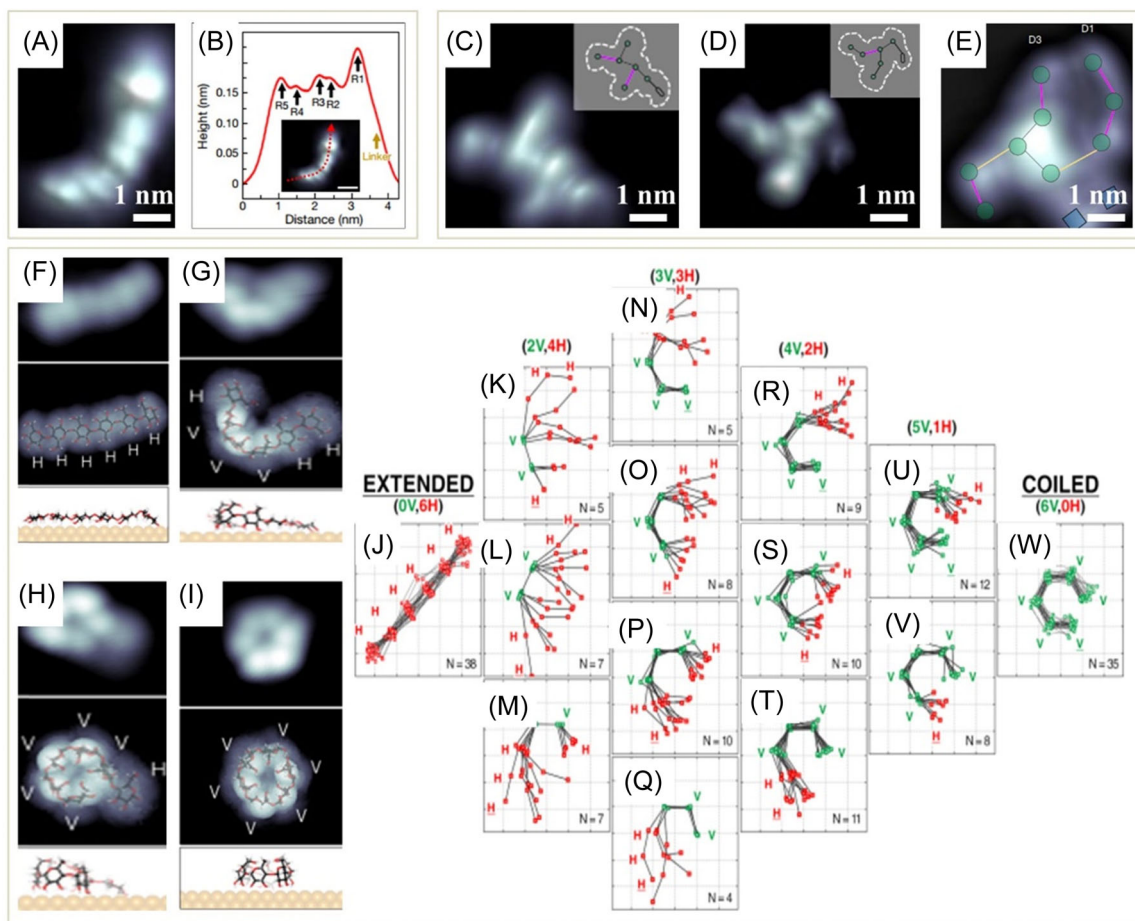 (A)
(B)
Height (nm)
0.15
0.10
0.05
0
0
1
2
3
4
Distance (nm)
R5
R4
R3
R2
R1
Linker
1 nm
(C)
1 nm
(D)
1 nm
(E)
D3
D1
1 nm
(F)
H
H
H
H
H
H
(G)
H
V
V
H
H
(H)
V
V
V
V
V
H
(I)
V
V
V
V
V
V
EXTENDED
(0V,6H)
(J)
H
H
H
H
H
H
N=38
(2V,4H)
(K)
H
H
V
V
H
H
N=5
(L)
H
V
V
H
H
H
N=7
(M)
V
H
H
H
H
N=7
(3V,3H)
(N)
H
H
V
V
V
N=5
(O)
H
H
V
V
H
H
N=8
(P)
V
V
V
H
H
H
N=10
(Q)
V
V
H
H
N=4
(4V,2H)
(R)
H
H
V
V
V
V
N=9
(S)
V
V
H
V
H
N=10
(T)
V
V
V
H
H
N=11
(5V,1H)
(U)
V
H
V
V
V
N=12
(V)
V
V
V
V
H
N=8
COILED
(6V,0H)
(W)
V
V
V
V
V
V
N=35